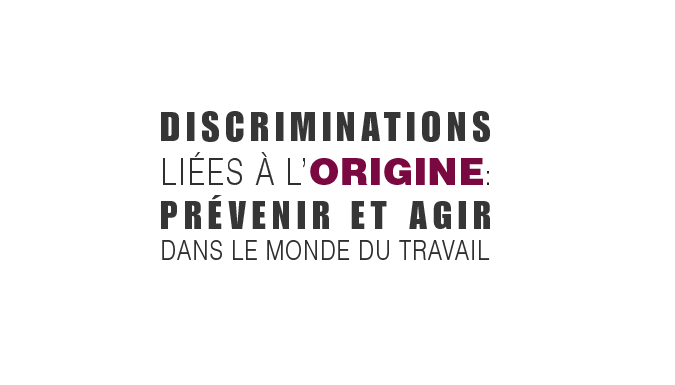 DISCRIMINATIONS
LIÉES À L'ORIGINE:
PRÉVENIR ET AGIR
DANS LE MONDE DU TRAVAIL